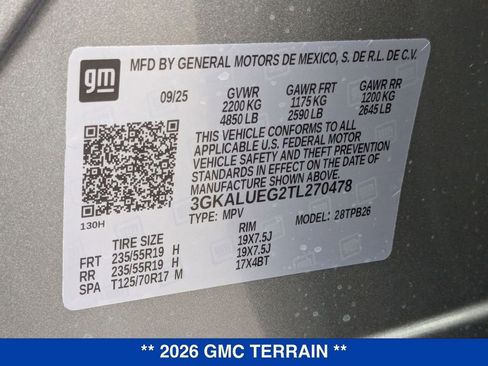 gm
MFD BY GENERAL MOTORS DE MEXICO, S. DE R.L. DE C.V.
09/25 GVWR GAWR FRT GAWR RR
2200 KG 1175 KG 1200 KG
4850 LB 2590 LB 2645 LB
THIS VEHICLE CONFORMS TO ALL
APPLICABLE U.S. FEDERAL MOTOR
VEHICLE SAFETY AND THEFT PREVENTION
STANDARDS IN EFFECT ON THE DATE OF
MANUFACTURE SHOWN ABOVE.
3GKALUEG2TL270478
130H TYPE: MPV MODEL: 28TPB26
TIRE SIZE RIM
FRT 235/55R19 H 19X7.5J
RR 235/55R19 H 19X7.5J
SPA T125/70R17 M 17X4BT
** 2026 GMC TERRAIN **